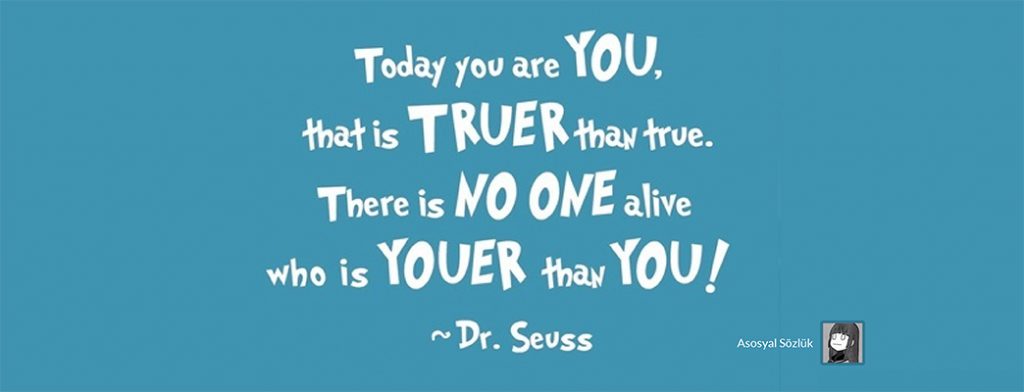 Today you are YOU,
that is TRUER than true.
There is NO ONE alive
who is YOUER than YOU!
~Dr. Seuss
Asosyal Sözlük